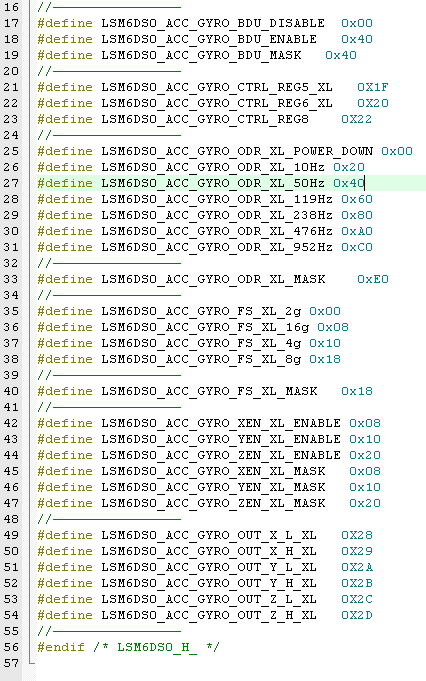 16 //————————————————
17 #define LSM6DSO_ACC_GYRO_BDU_DISABLE 0x00
18 #define LSM6DSO_ACC_GYRO_BDU_ENABLE 0x40
19 #define LSM6DSO_ACC_GYRO_BDU_MASK 0x40
20 //————————————————
21 #define LSM6DSO_ACC_GYRO_CTRL_REG5_XL 0X1F
22 #define LSM6DSO_ACC_GYRO_CTRL_REG6_XL 0X20
23 #define LSM6DSO_ACC_GYRO_CTRL_REG8 0X22
24 //————————————————
25 #define LSM6DSO_ACC_GYRO_ODR_XL_POWER_DOWN 0x00
26 #define LSM6DSO_ACC_GYRO_ODR_XL_10Hz 0x20
27 #define LSM6DSO_ACC_GYRO_ODR_XL_50Hz 0x40
28 #define LSM6DSO_ACC_GYRO_ODR_XL_119Hz 0x60
29 #define LSM6DSO_ACC_GYRO_ODR_XL_238Hz 0x80
30 #define LSM6DSO_ACC_GYRO_ODR_XL_476Hz 0xA0
31 #define LSM6DSO_ACC_GYRO_ODR_XL_952Hz 0xC0
32 //————————————————
33 #define LSM6DSO_ACC_GYRO_ODR_XL_MASK 0xE0
34 //————————————————
35 #define LSM6DSO_ACC_GYRO_FS_XL_2g 0x00
36 #define LSM6DSO_ACC_GYRO_FS_XL_16g 0x08
37 #define LSM6DSO_ACC_GYRO_FS_XL_4g 0x10
38 #define LSM6DSO_ACC_GYRO_FS_XL_8g 0x18
39 //————————————————
40 #define LSM6DSO_ACC_GYRO_FS_XL_MASK 0x18
41 //————————————————
42 #define LSM6DSO_ACC_GYRO_XEN_XL_ENABLE 0x08
43 #define LSM6DSO_ACC_GYRO_YEN_XL_ENABLE 0x10
44 #define LSM6DSO_ACC_GYRO_ZEN_XL_ENABLE 0x20
45 #define LSM6DSO_ACC_GYRO_XEN_XL_MASK 0x08
46 #define LSM6DSO_ACC_GYRO_YEN_XL_MASK 0x10
47 #define LSM6DSO_ACC_GYRO_ZEN_XL_MASK 0x20
48 //————————————————
49 #define LSM6DSO_ACC_GYRO_OUT_X_L_XL 0X28
50 #define LSM6DSO_ACC_GYRO_OUT_X_H_XL 0X29
51 #define LSM6DSO_ACC_GYRO_OUT_Y_L_XL 0X2A
52 #define LSM6DSO_ACC_GYRO_OUT_Y_H_XL 0X2B
53 #define LSM6DSO_ACC_GYRO_OUT_Z_L_XL 0X2C
54 #define LSM6DSO_ACC_GYRO_OUT_Z_H_XL 0X2D
55 //————————————————
56 #endif /* LSM6DSO_H_ */
57